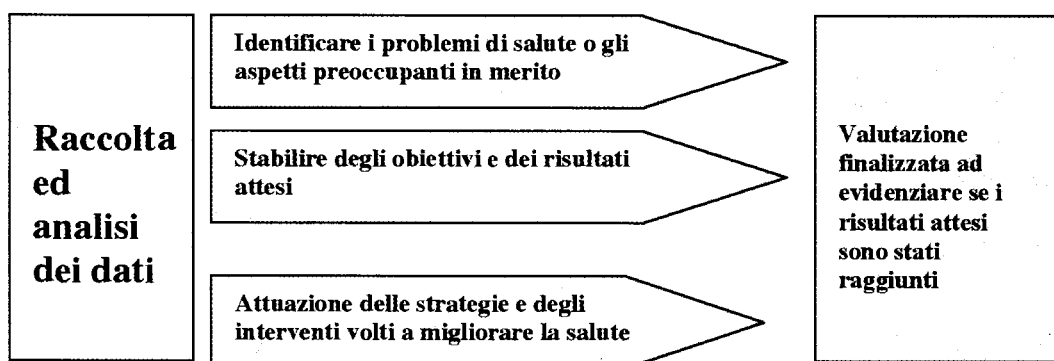 Raccolta
ed
analisi
dei dati
Identificare i problemi di salute o gli
aspetti preoccupanti in merito
Stabilire degli obiettivi e dei risultati
attesi
Attuazione delle strategie e degli
interventi volti a migliorare la salute
Valutazione
finalizzata ad
evidenziare se i
risultati attesi
sono stati
raggiunti